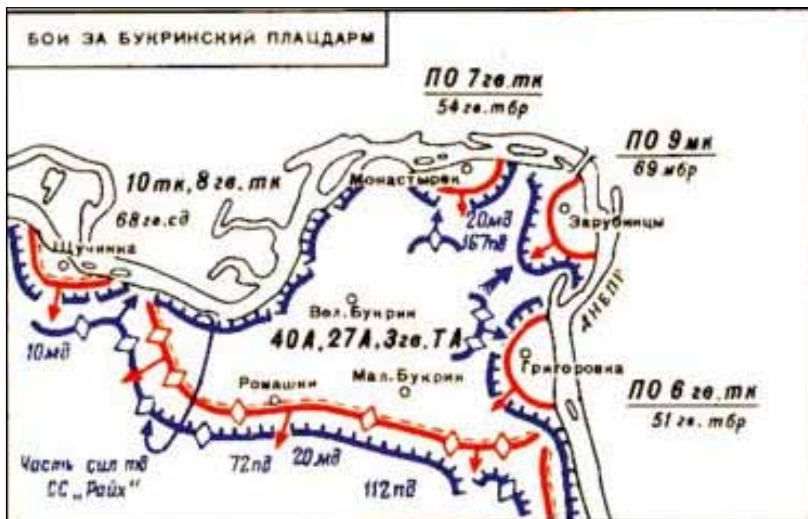 БОИ ЗА БУКРИНСКИЙ ПЛАЦДАРМ
ПО 7гв.тк
54гв.тбр
ПО 9мк
69мбр
10тк, 8гв.тк
68гв.сд
Монастырек
20мд
167пд
Зарубинцы
Щучинка
ДНЕПР
Вел.Букрин
40А, 27А, 3гв.ТА
10мд
Григоровка
Ромашки
Мал.Букрин
ПО 6гв.тк
51гв.тбр
Часть сил тд
СС „Райх"
72пд
20мд
112пд